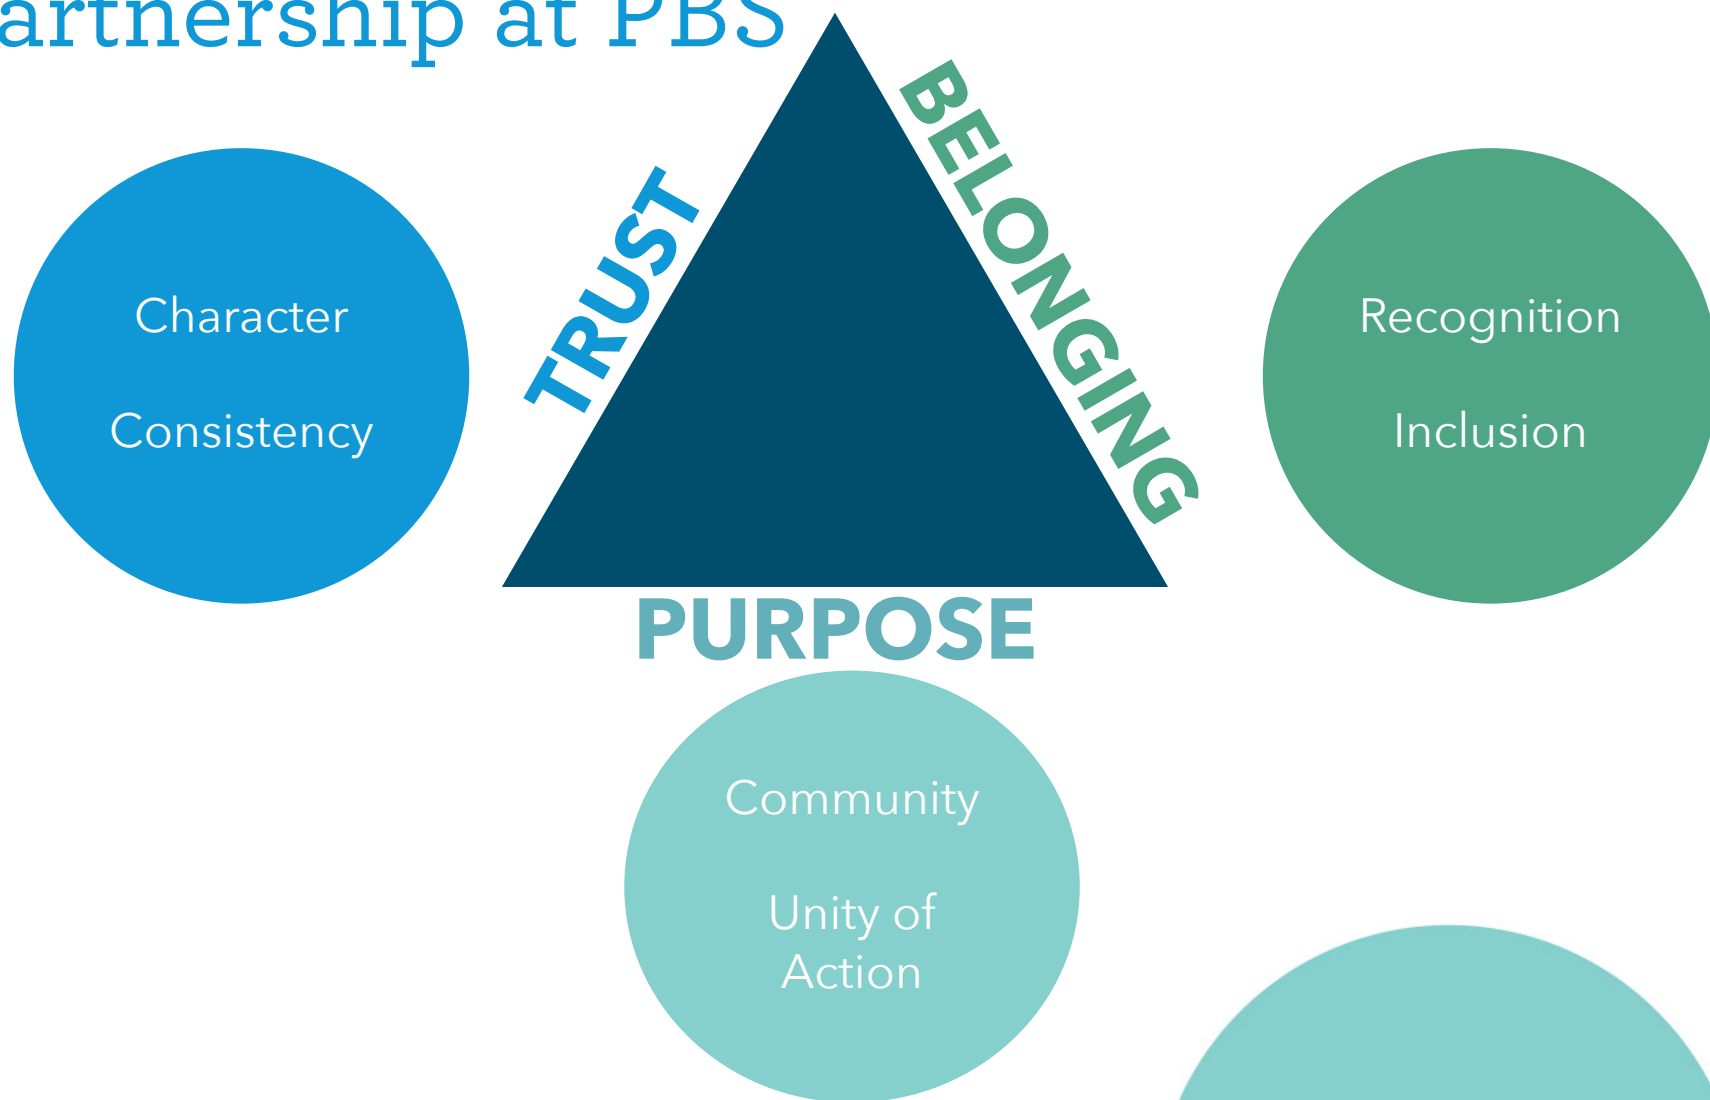 artnership at PBS
TRUST
BELONGING
Character
Consistency
Recognition
Inclusion
PURPOSE
Community
Unity of
Action